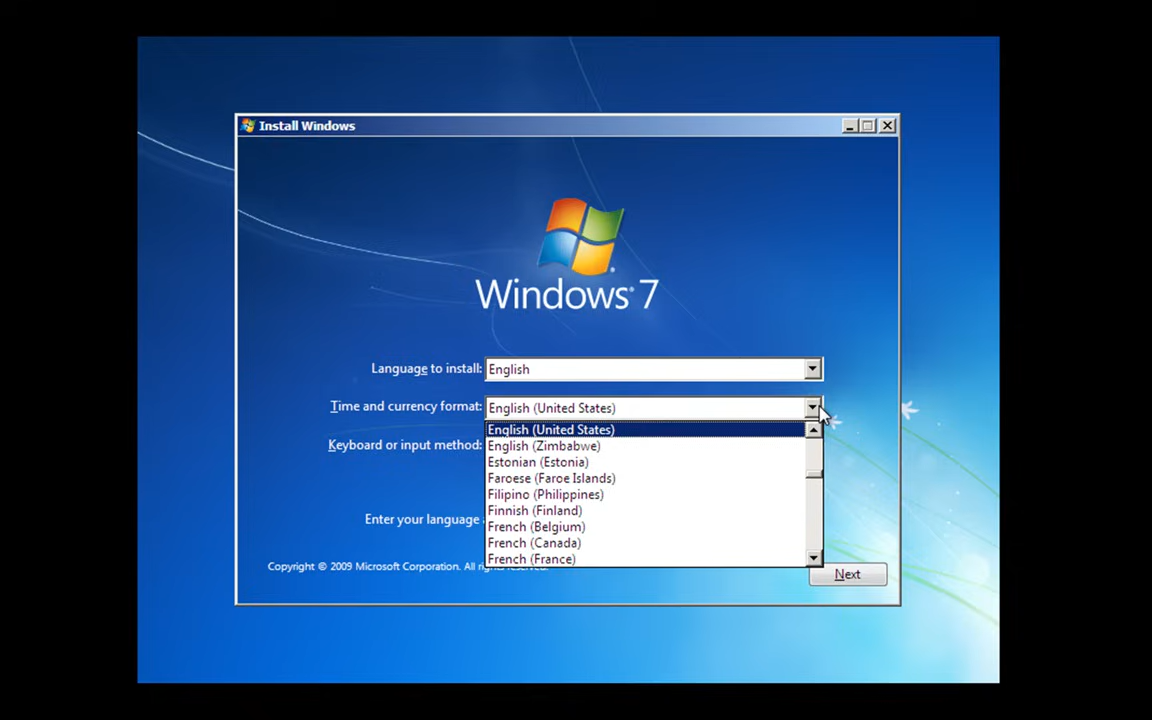 Install Windows
Windows 7
Language to install: English
Time and currency format: English (United States)
English (United States)
English (Zimbabwe)
Keyboard or input method:
Estonian (Estonia)
Faroese (Faroe Islands)
Filipino (Philippines)
Finnish (Finland)
Enter your language
French (Belgium)
French (Canada)
French (France)
Copyright © 2009 Microsoft Corporation. All rights reserved.
Next